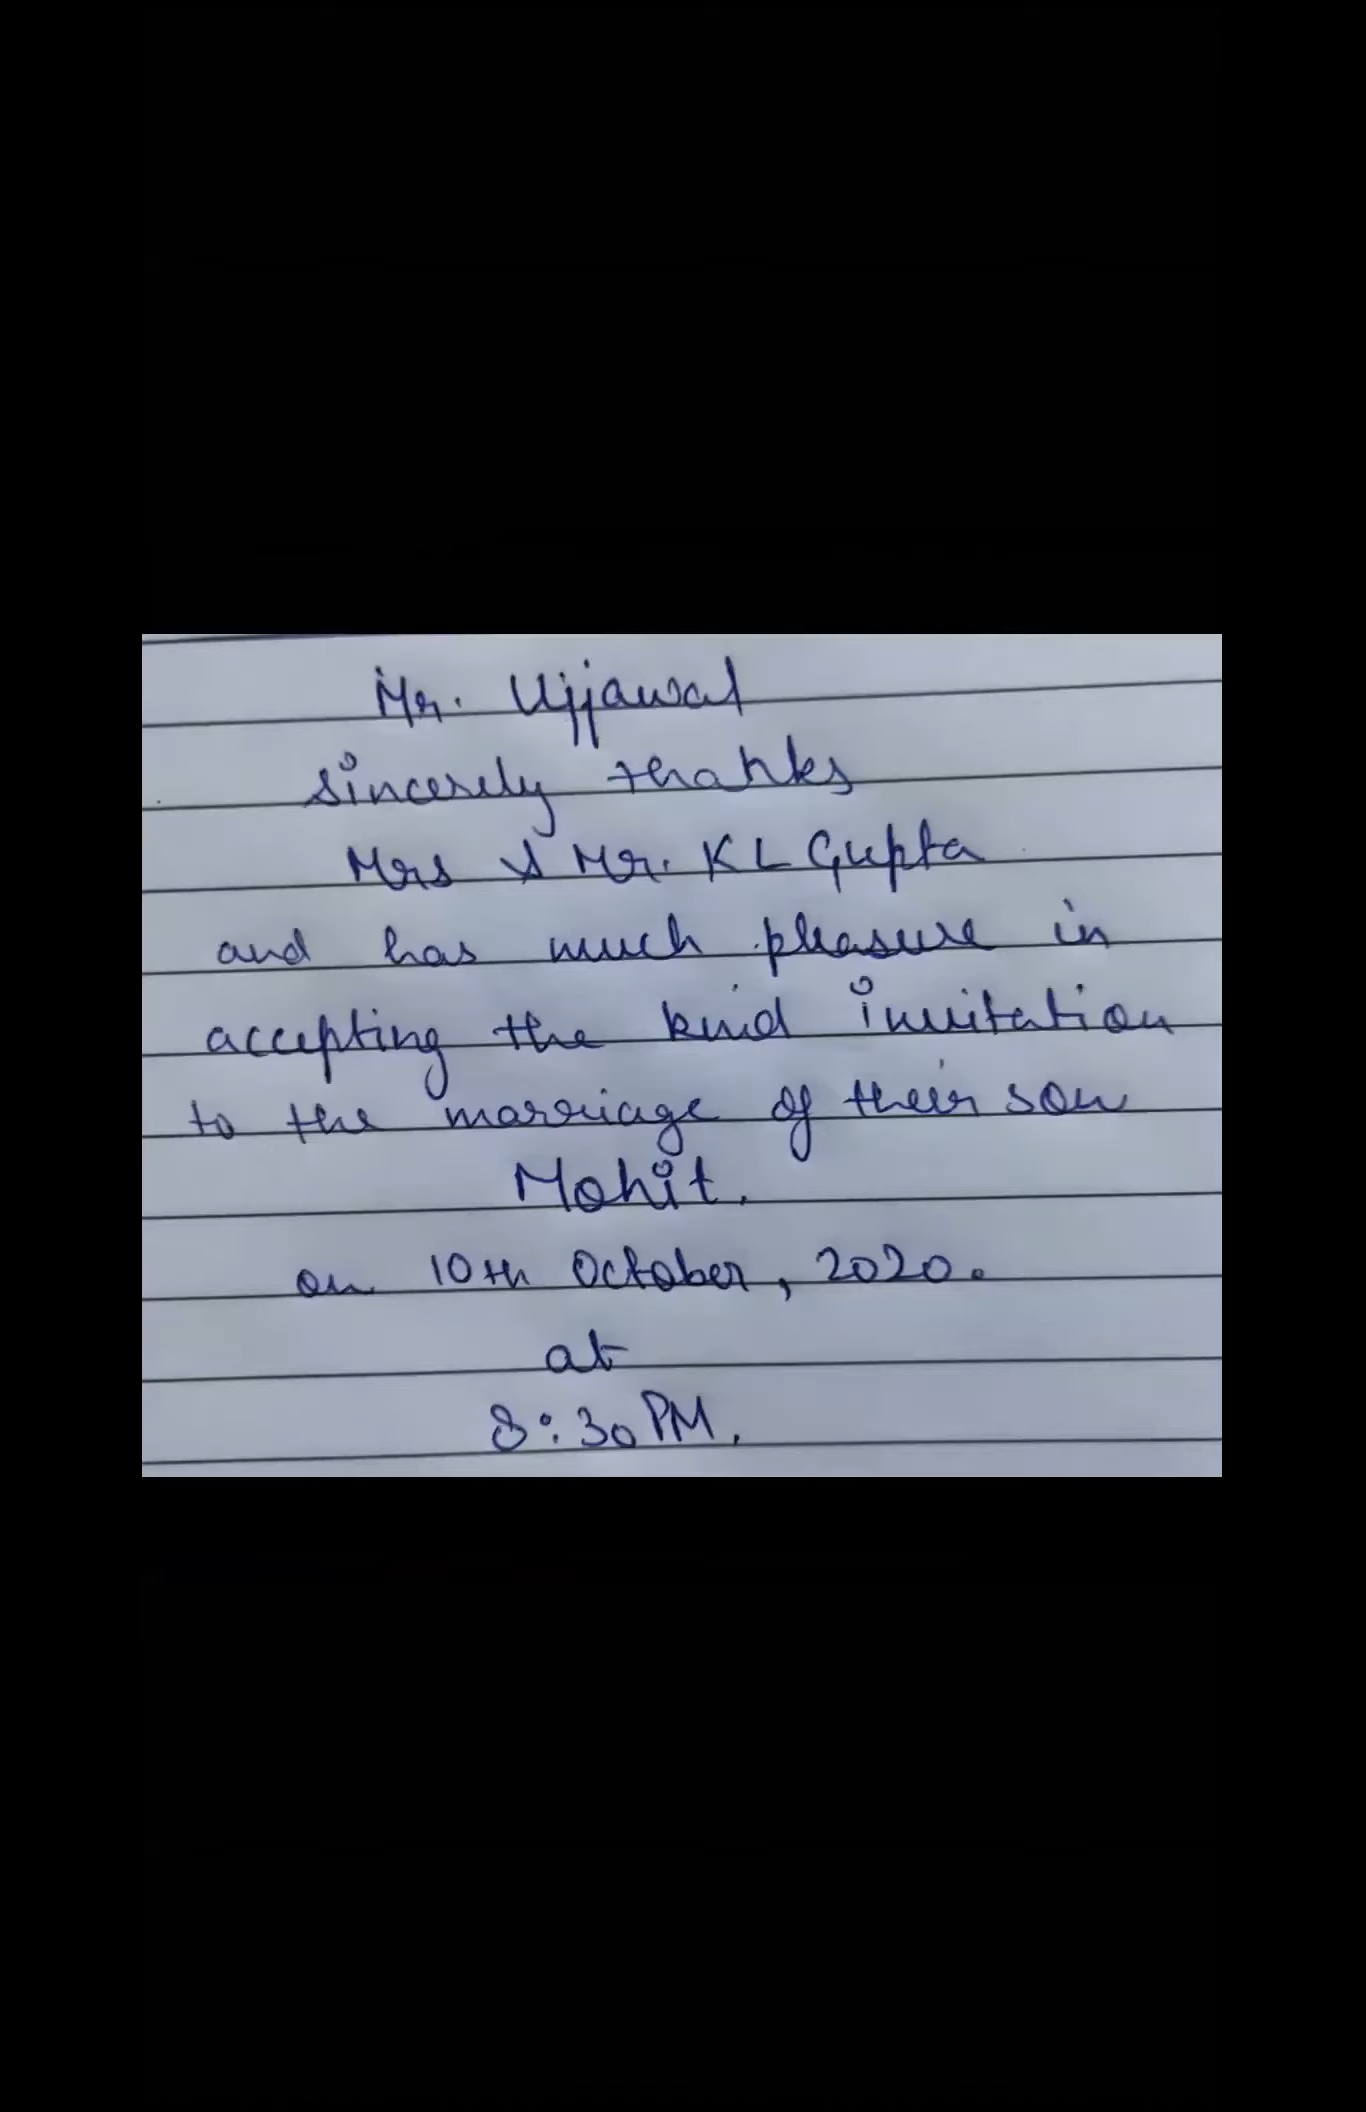 Mr. Ujjawal
Sincerely thanks
Mrs & Mr. K L Gupta
and has much pleasure in
accepting the kind invitation
to the marriage of their son
Mohit.
on 10th October, 2020.
at
8:30 PM.